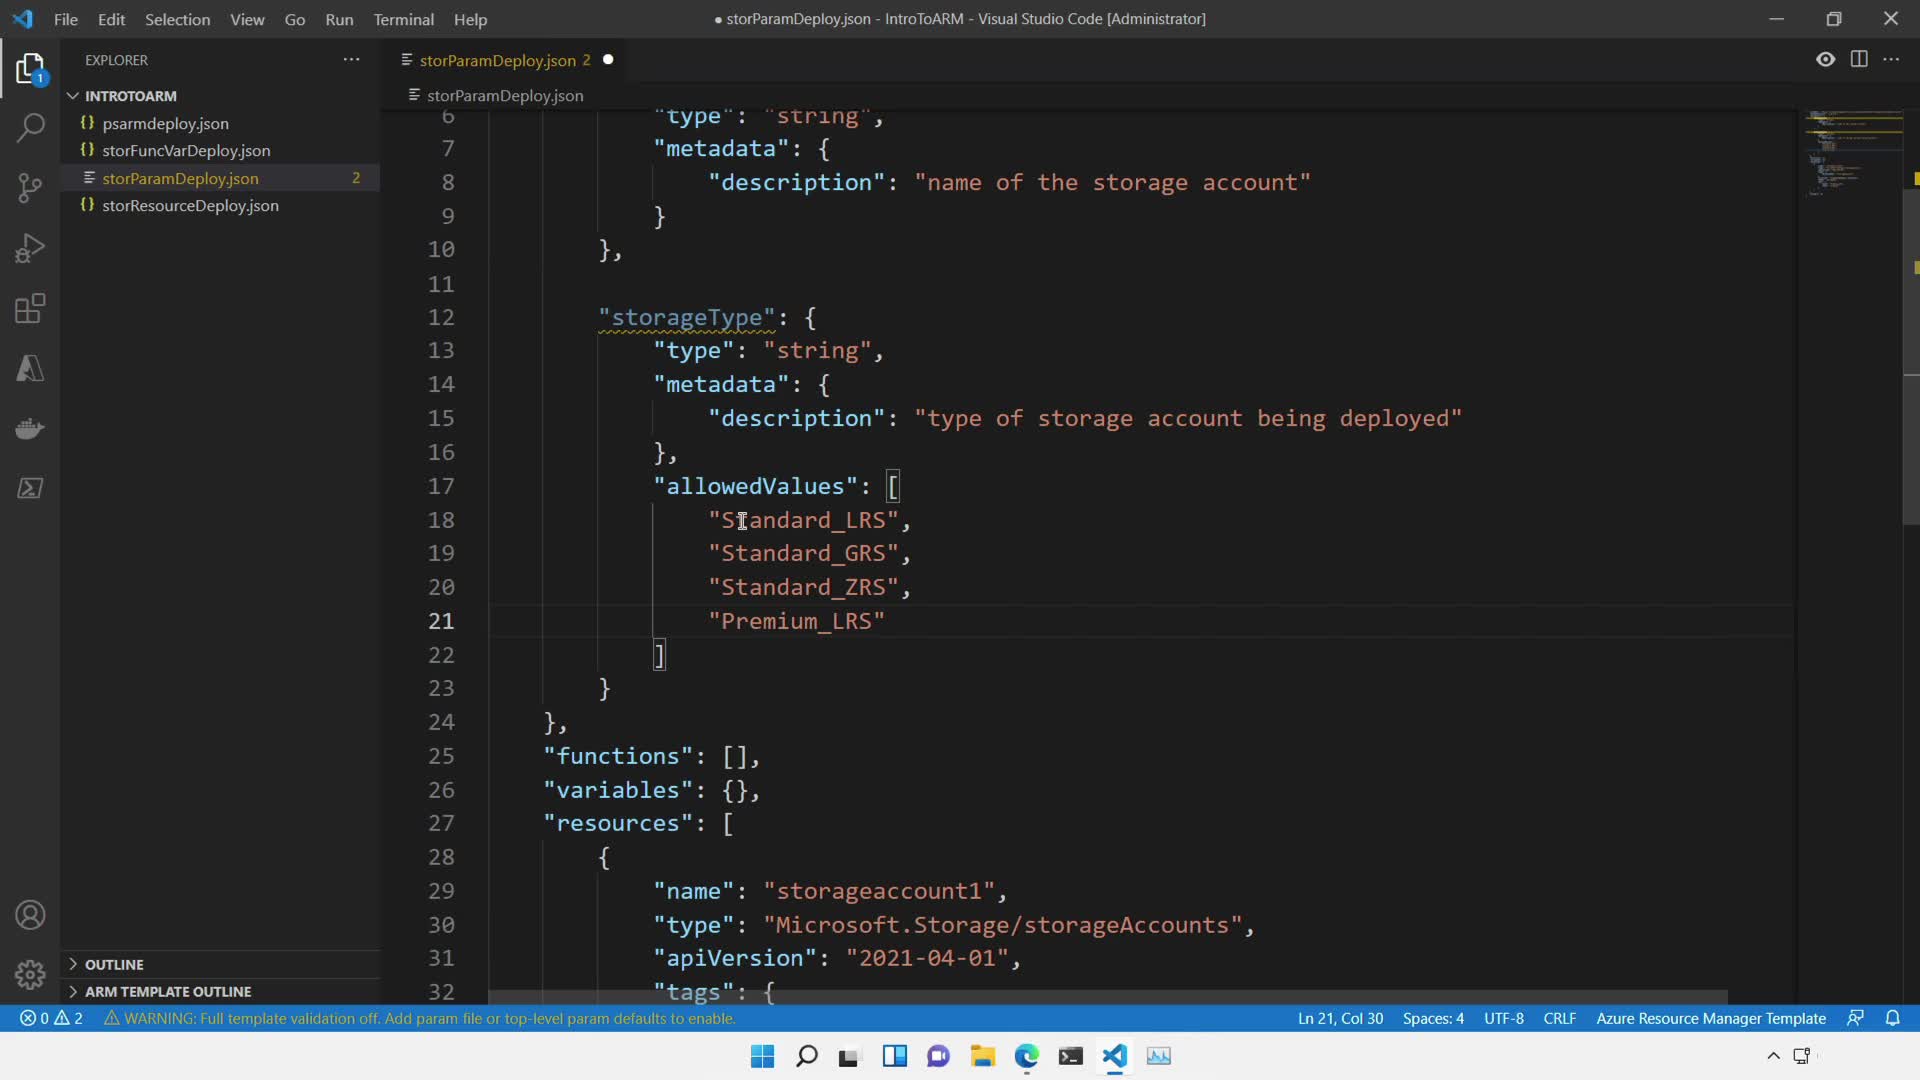 File Edit Selection View Go Run Terminal Help
● storParamDeploy.json - IntroToARM - Visual Studio Code [Administrator]
EXPLORER
1
INTROTOARM
psarmdeploy.json
storFuncVarDeploy.json
storParamDeploy.json 2
storResourceDeploy.json
OUTLINE
ARM TEMPLATE OUTLINE
storParamDeploy.json 2
storParamDeploy.json
6 "type": "string",
7 "metadata": {
8 "description": "name of the storage account"
9 }
10 },
11
12 "storageType": {
13 "type": "string",
14 "metadata": {
15 "description": "type of storage account being deployed"
16 },
17 "allowedValues": [
18 "Standard_LRS",
19 "Standard_GRS",
20 "Standard_ZRS",
21 "Premium_LRS"
22 ]
23 }
24 },
25 "functions": [],
26 "variables": {},
27 "resources": [
28 {
29 "name": "storageaccount1",
30 "type": "Microsoft.Storage/storageAccounts",
31 "apiVersion": "2021-04-01",
32 "tags": {
0 2 WARNING: Full template validation off. Add param file or top-level param defaults to enable.
Ln 21, Col 30 Spaces: 4 UTF-8 CRLF Azure Resource Manager Template